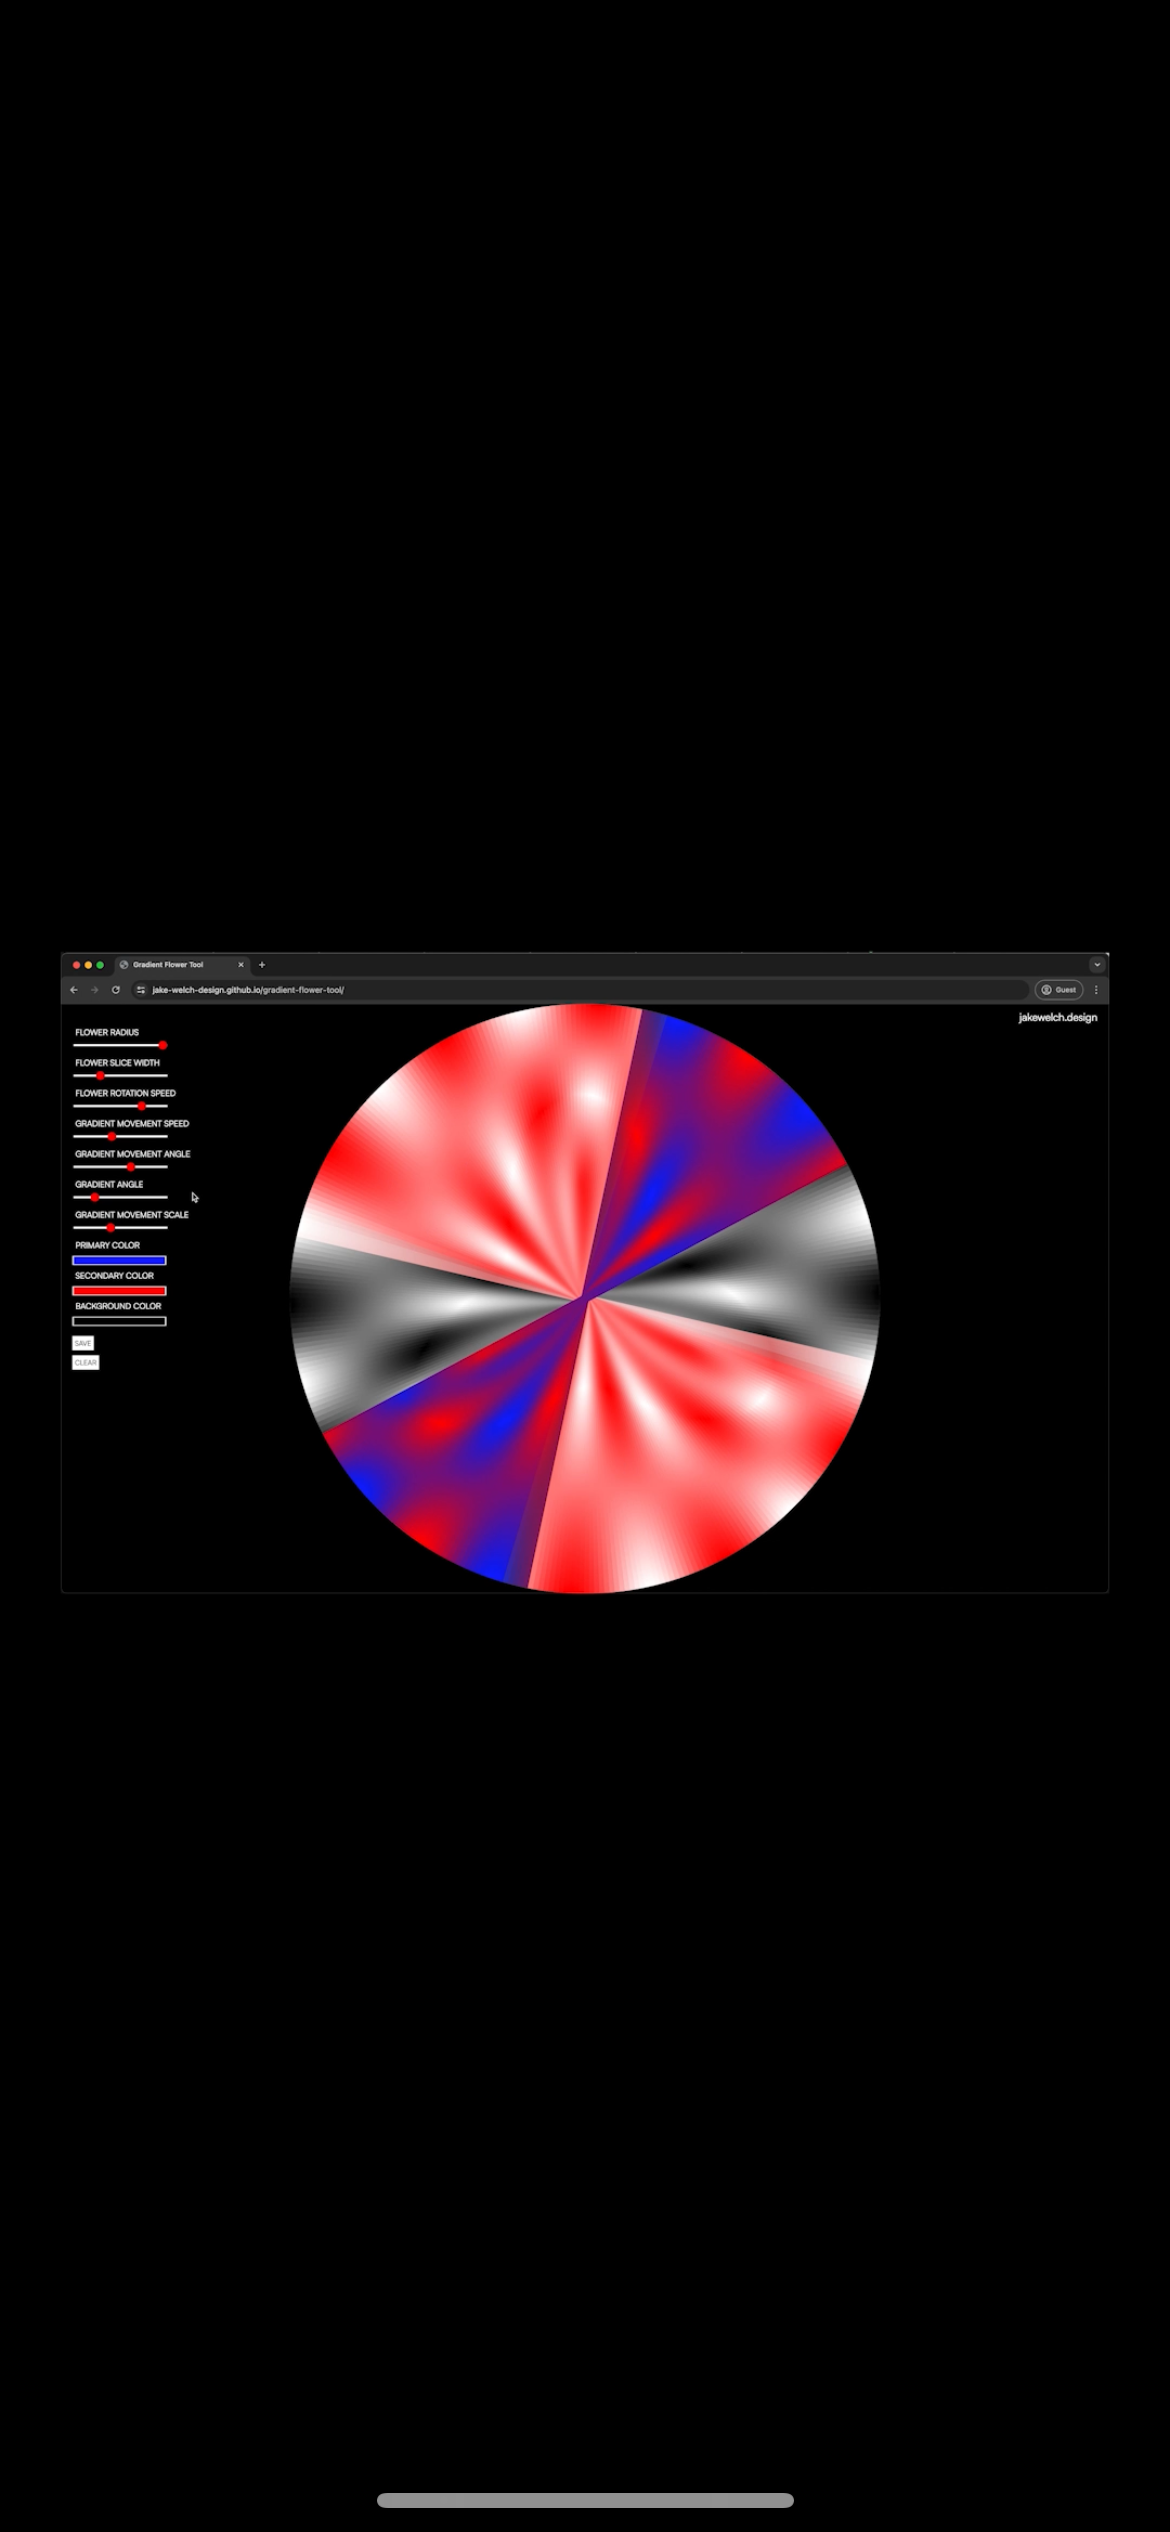 Gradient Flower Tool
jake-welch-design.github.io/gradient-flower-tool/
Guest
jakewelch.design
FLOWER RADIUS
FLOWER SLICE WIDTH
FLOWER ROTATION SPEED
GRADIENT MOVEMENT SPEED
GRADIENT MOVEMENT ANGLE
GRADIENT ANGLE
GRADIENT MOVEMENT SCALE
PRIMARY COLOR
SECONDARY COLOR
BACKGROUND COLOR
SAVE
CLEAR